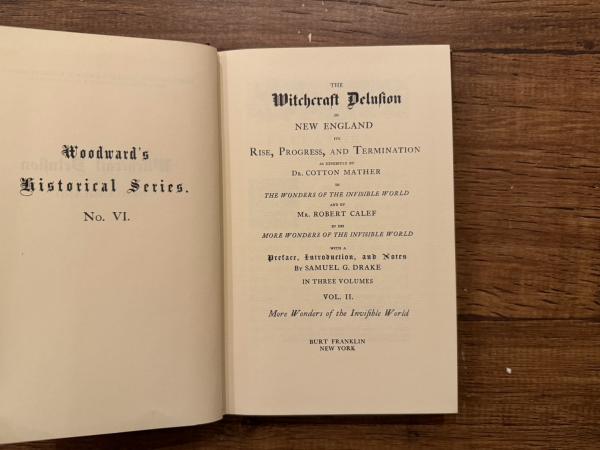 Woodward's
Historical Series.
No. VI.
THE
Witchcraft Delusion
IN
NEW ENGLAND
ITS
RISE, PROGRESS, AND TERMINATION
AS EXHIBITED BY
DR. COTTON MATHER
IN
THE WONDERS OF THE INVISIBLE WORLD
AND BY
MR. ROBERT CALEF
IN HIS
MORE WONDERS OF THE INVISIBLE WORLD
WITH A
Preface, Introduction, and Notes
BY SAMUEL G. DRAKE
IN THREE VOLUMES
VOL. II.
More Wonders of the Inviſible World
BURT FRANKLIN
NEW YORK